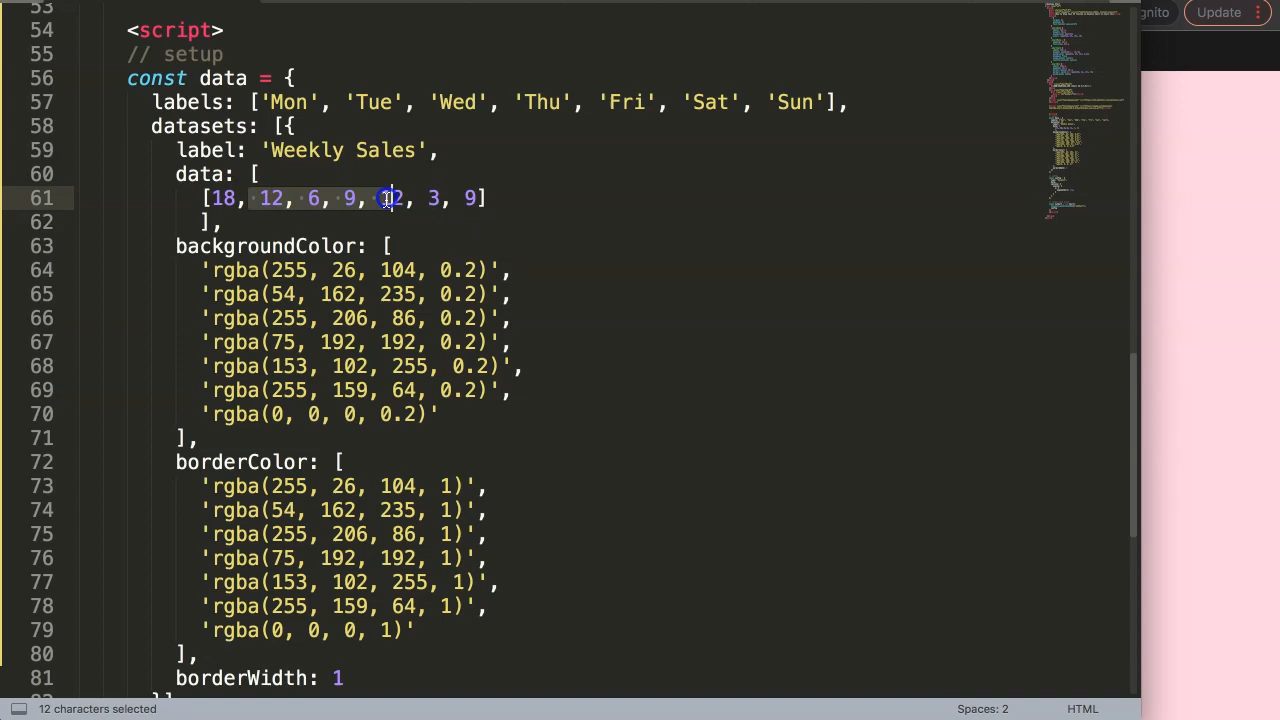 53
54 <script>
55 // setup
56 const data = {
57 labels: ['Mon', 'Tue', 'Wed', 'Thu', 'Fri', 'Sat', 'Sun'],
58 datasets: [{
59 label: 'Weekly Sales',
60 data: [
61 [18, 12, 6, 9, 12, 3, 9]
62 ],
63 backgroundColor: [
64 'rgba(255, 26, 104, 0.2)',
65 'rgba(54, 162, 235, 0.2)',
66 'rgba(255, 206, 86, 0.2)',
67 'rgba(75, 192, 192, 0.2)',
68 'rgba(153, 102, 255, 0.2)',
69 'rgba(255, 159, 64, 0.2)',
70 'rgba(0, 0, 0, 0.2)'
71 ],
72 borderColor: [
73 'rgba(255, 26, 104, 1)',
74 'rgba(54, 162, 235, 1)',
75 'rgba(255, 206, 86, 1)',
76 'rgba(75, 192, 192, 1)',
77 'rgba(153, 102, 255, 1)',
78 'rgba(255, 159, 64, 1)',
79 'rgba(0, 0, 0, 1)'
80 ],
81 borderWidth: 1
82 }]
12 characters selected
Spaces: 2
HTML
gnito
Update